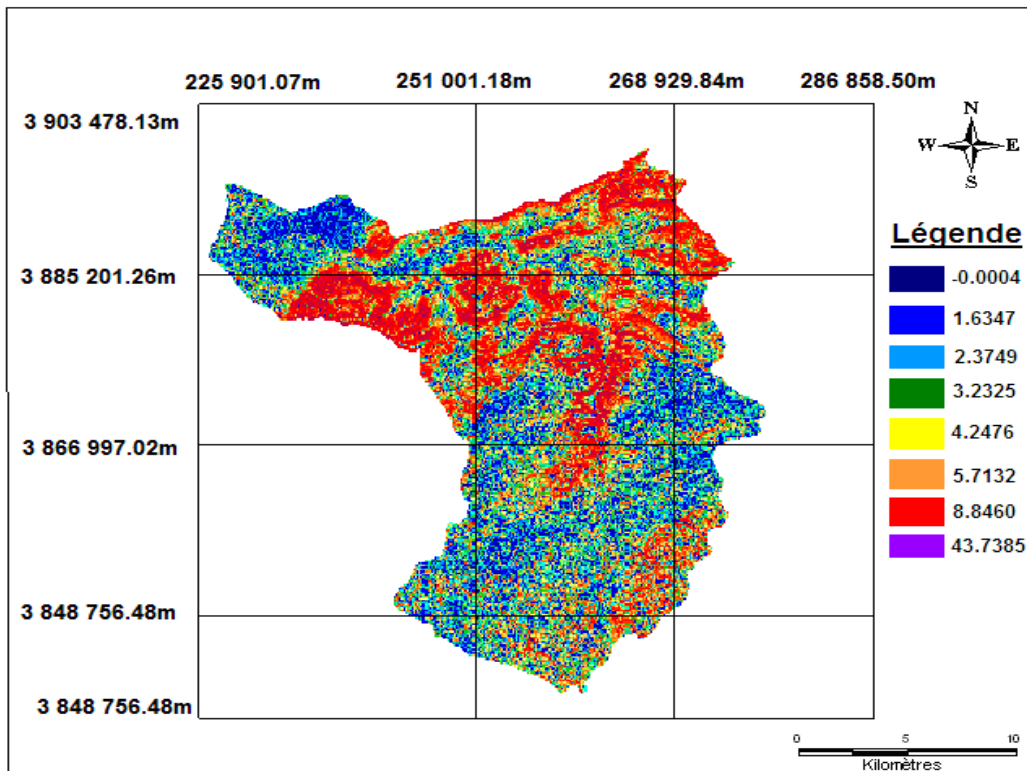 225 901.07m 251 001.18m 268 929.84m 286 858.50m
3 903 478.13m
N
W E
S
Légende
3 885 201.26m
-0.0004
1.6347
2.3749
3.2325
4.2476
5.7132
8.8460
43.7385
3 866 997.02m
3 848 756.48m
3 848 756.48m
0 5 10
Kilomètres